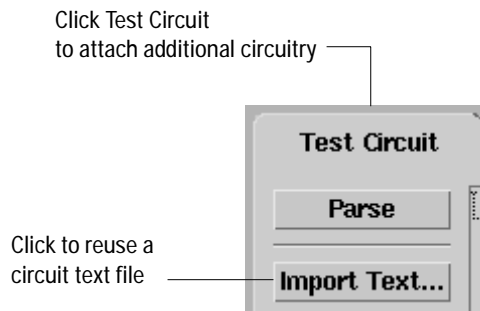 Click Test Circuit
to attach additional circuitry
Test Circuit
Parse
Click to reuse a
circuit text file
Import Text...